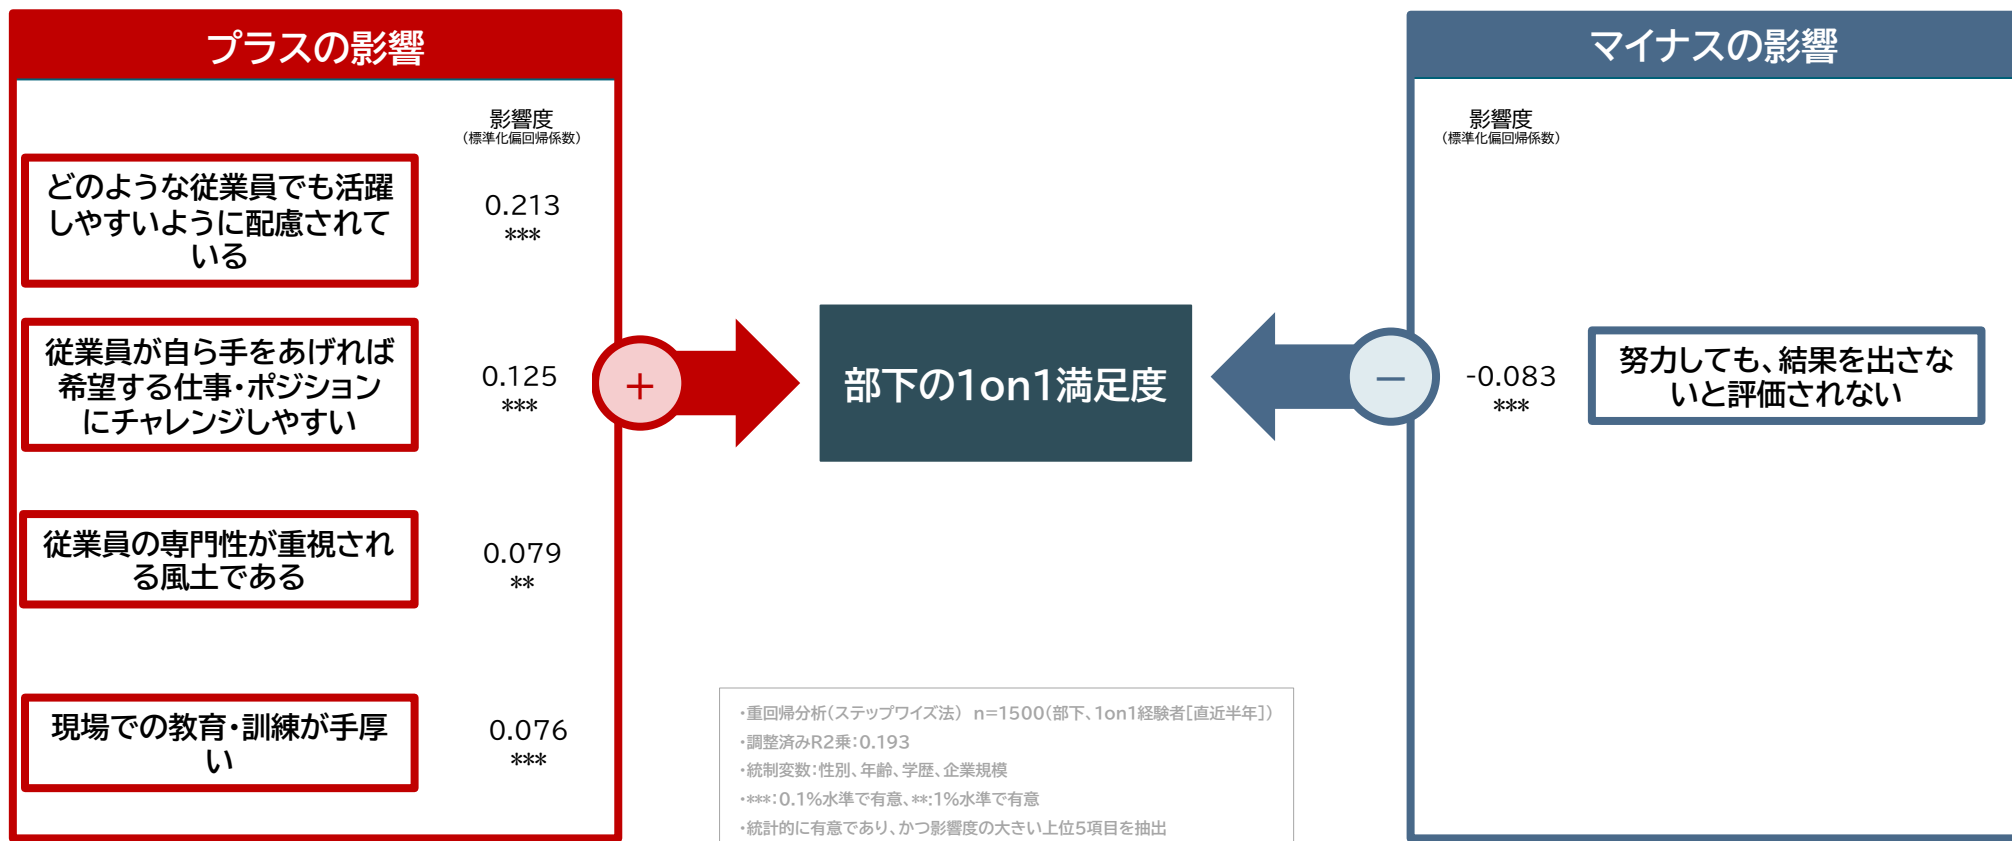 プラスの影響
影響度
(標準化偏回帰係数)
どのような従業員でも活躍
しやすいように配慮されて
いる
0.213
***
従業員が自ら手をあげれば
希望する仕事・ポジション
にチャレンジしやすい
0.125
***
従業員の専門性が重視され
る風土である
0.079
**
現場での教育・訓練が手厚
い
0.076
***
+
部下の1on1満足度
−
マイナスの影響
影響度
(標準化偏回帰係数)
-0.083
***
努力しても、結果を出さな
いと評価されない
・重回帰分析(ステップワイズ法) n=1500(部下、1on1経験者[直近半年])
・調整済みR2乗:0.193
・統制変数:性別、年齢、学歴、企業規模
・***:0.1%水準で有意、**:1%水準で有意
・統計的に有意であり、かつ影響度の大きい上位5項目を抽出